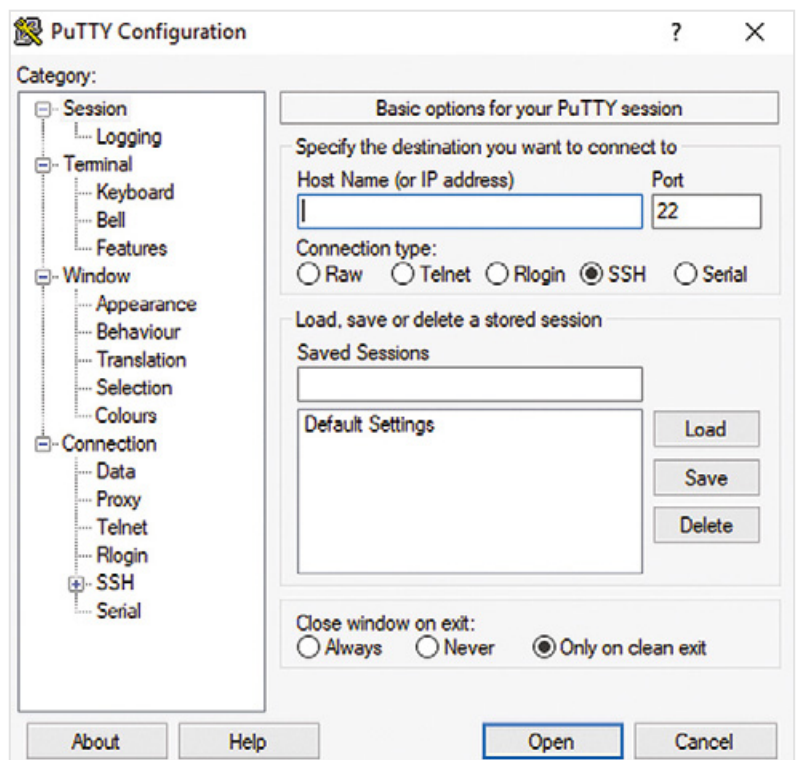 PuTTY Configuration ?
Category:
Session
Logging
Terminal
Keyboard
Bell
Features
Window
Appearance
Behaviour
Translation
Selection
Colours
Connection
Data
Proxy
Telnet
Rlogin
SSH
Serial
Basic options for your PuTTY session
Specify the destination you want to connect to
Host Name (or IP address) Port
22
Connection type:
Raw Telnet Rlogin SSH Serial
Load, save or delete a stored session
Saved Sessions
Default Settings
Load
Save
Delete
Close window on exit:
Always Never Only on clean exit
About Help Open Cancel